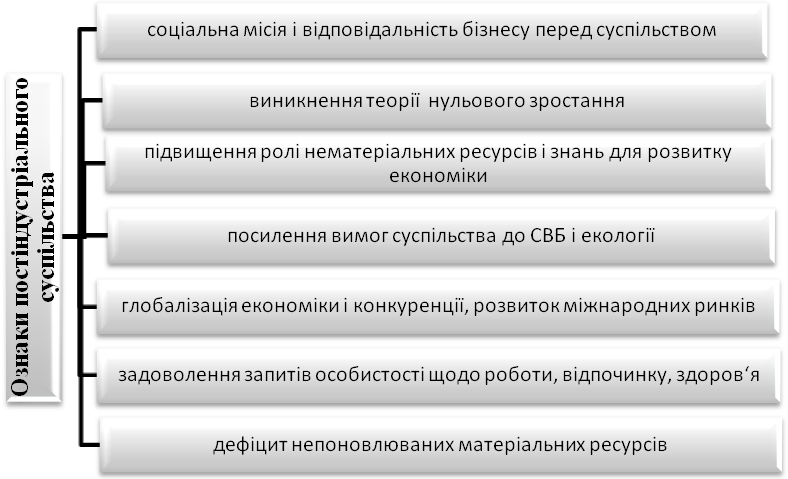 Ознаки постіндустріального
суспільства
соціальна місія і відповідальність бізнесу перед суспільством
виникнення теорії нульового зростання
підвищення ролі нематеріальних ресурсів і знань для розвитку
економіки
посилення вимог суспільства до СВБ і екології
глобалізація економіки і конкуренції, розвиток міжнародних ринків
задоволення запитів особистості щодо роботи, відпочинку, здоров‘я
дефіцит непоновлюваних матеріальних ресурсів